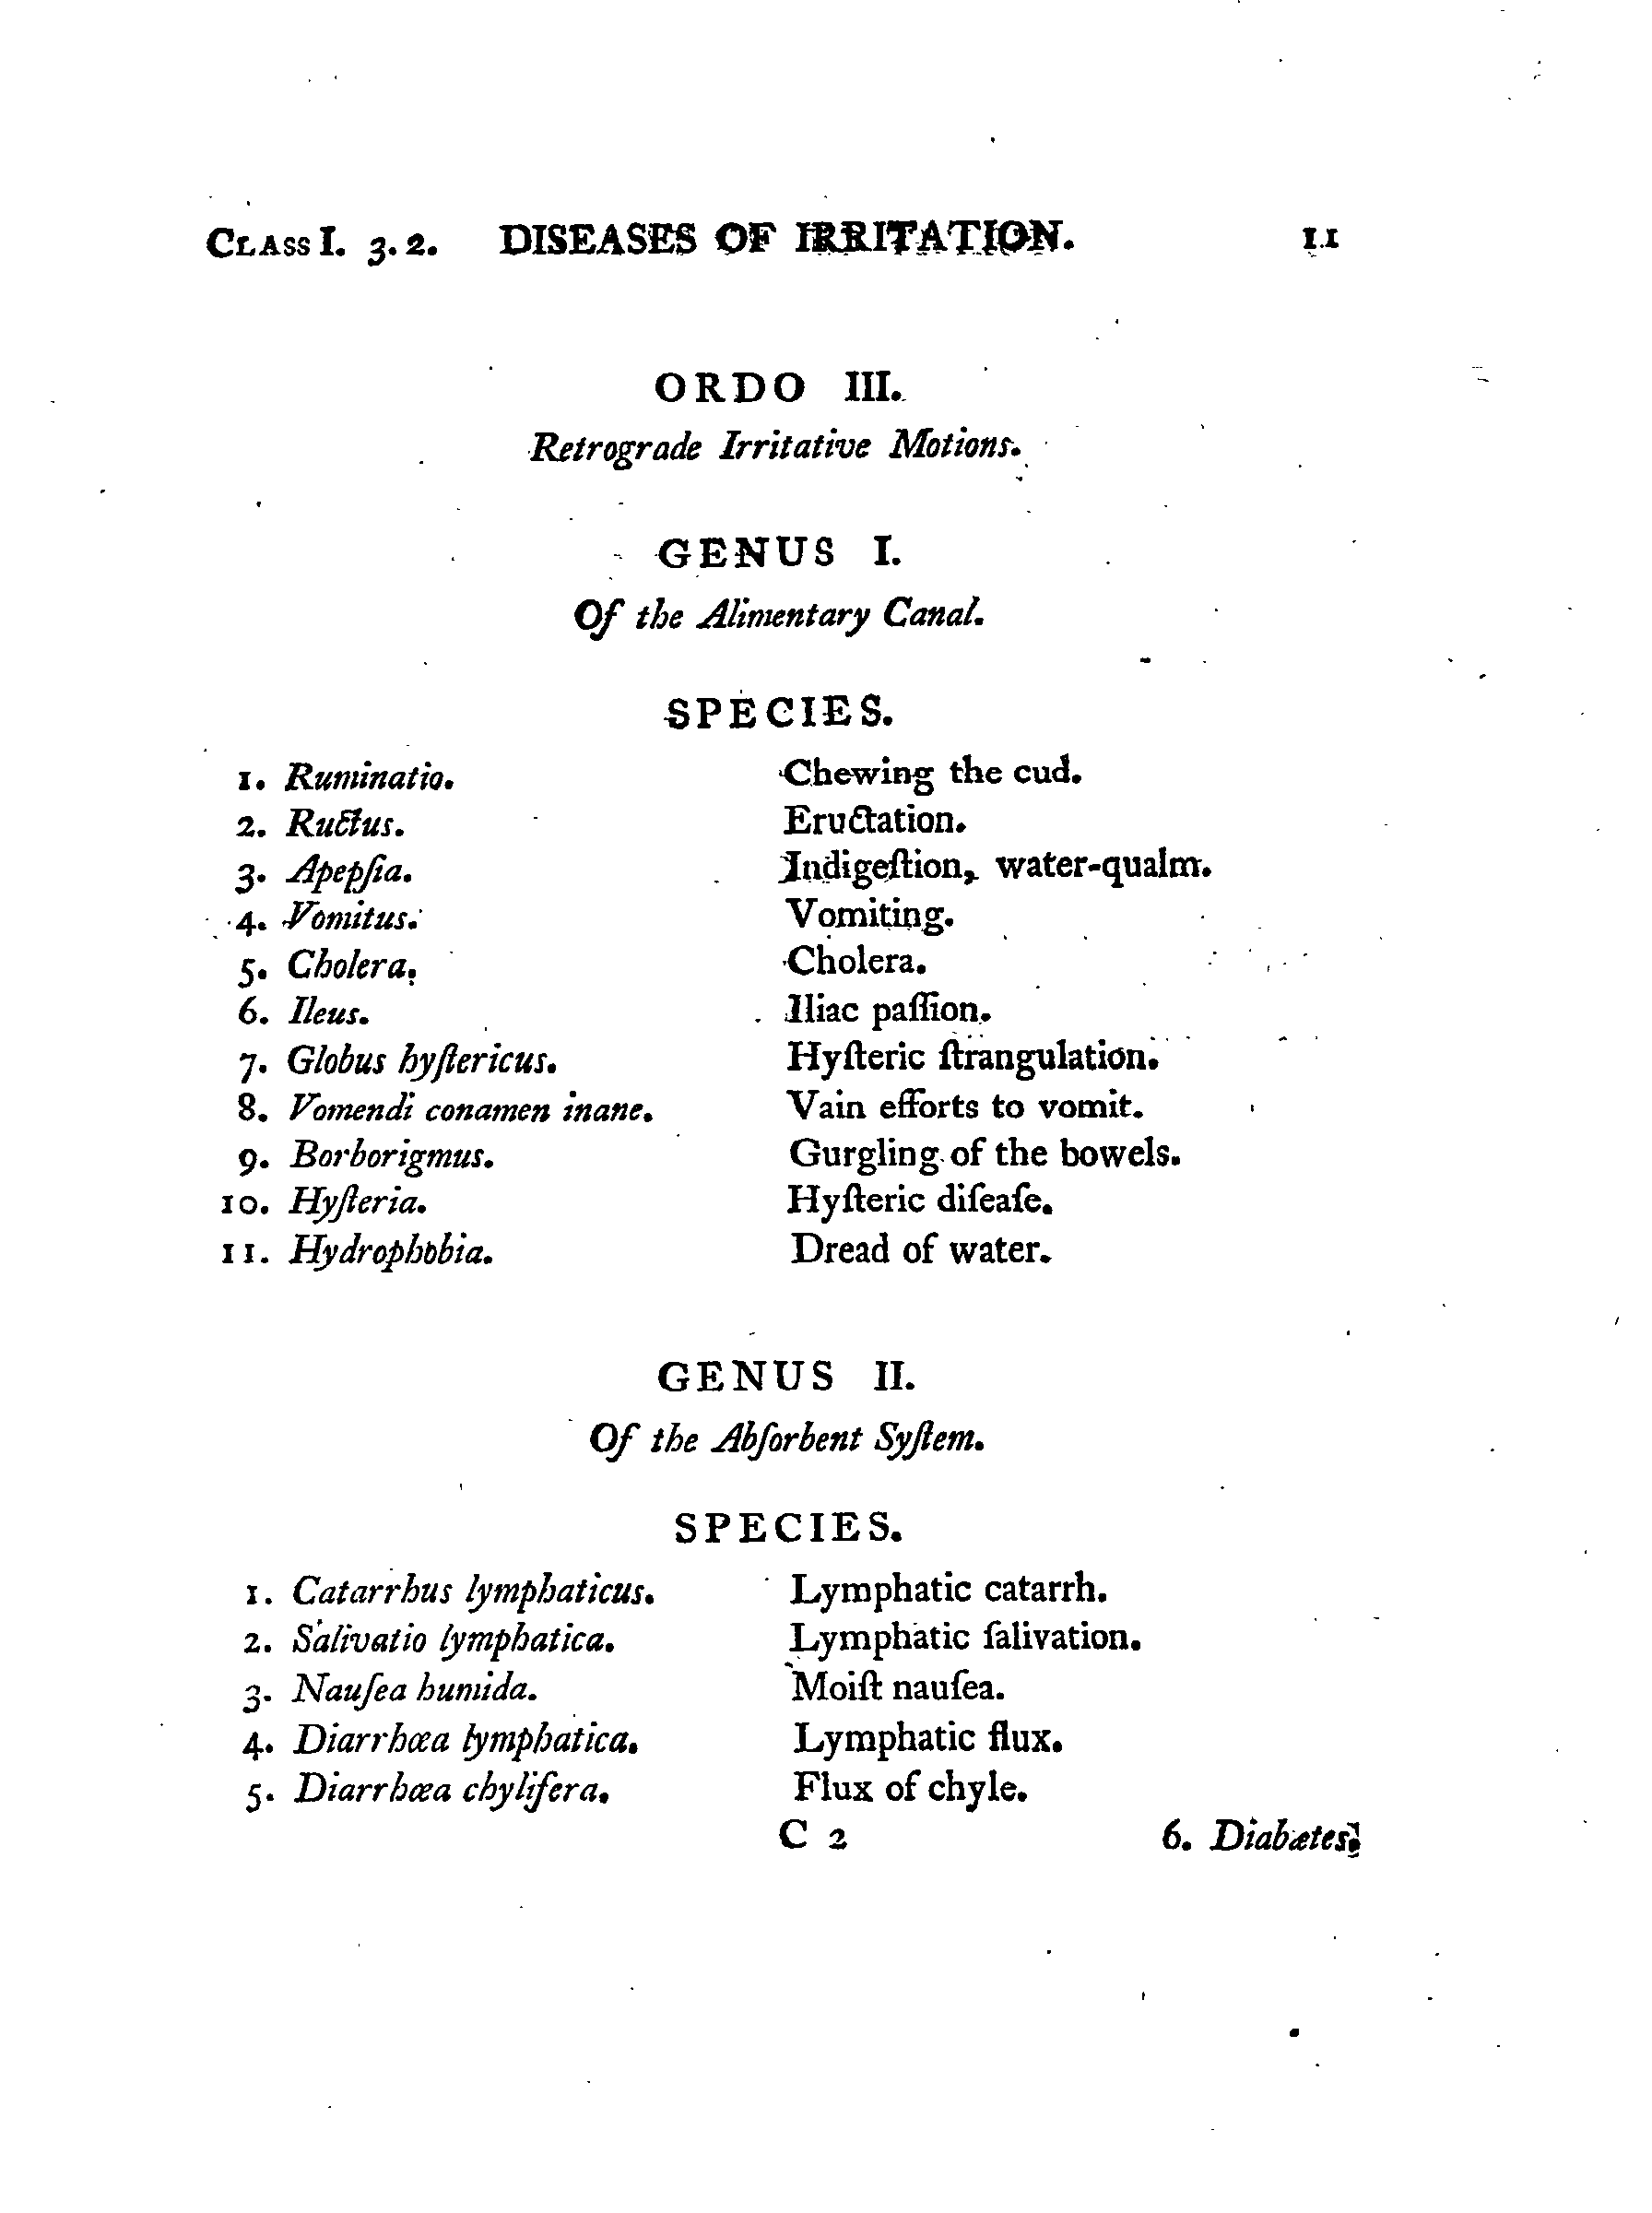 CLASS I. 3. 2. DISEASES OF IRRITATION. 11
ORDO III.
Retrograde Irritative Motions.
GENUS I.
Of the Alimentary Canal.
SPECIES.
1. Ruminatio. Chewing the cud.
2. Ructus. Eructation.
3. Apepſia. Indigeſtion, water-qualm.
4. Vomitus. Vomiting.
5. Cholera. Cholera.
6. Ileus. Iliac paſſion.
7. Globus hyſtericus. Hyſteric ſtrangulation.
8. Vomendi conamen inane. Vain efforts to vomit.
9. Borborigmus. Gurgling of the bowels.
10. Hyſteria. Hyſteric diſeaſe.
11. Hydrophobia. Dread of water.
GENUS II.
Of the Abſorbent Syſtem.
SPECIES.
1. Catarrhus lymphaticus. Lymphatic catarrh.
2. Salivatio lymphatica. Lymphatic ſalivation.
3. Nauſea humida. Moiſt nauſea.
4. Diarrhœa lymphatica. Lymphatic flux.
5. Diarrhœa chylifera. Flux of chyle.
C 2 6. Diabætes.